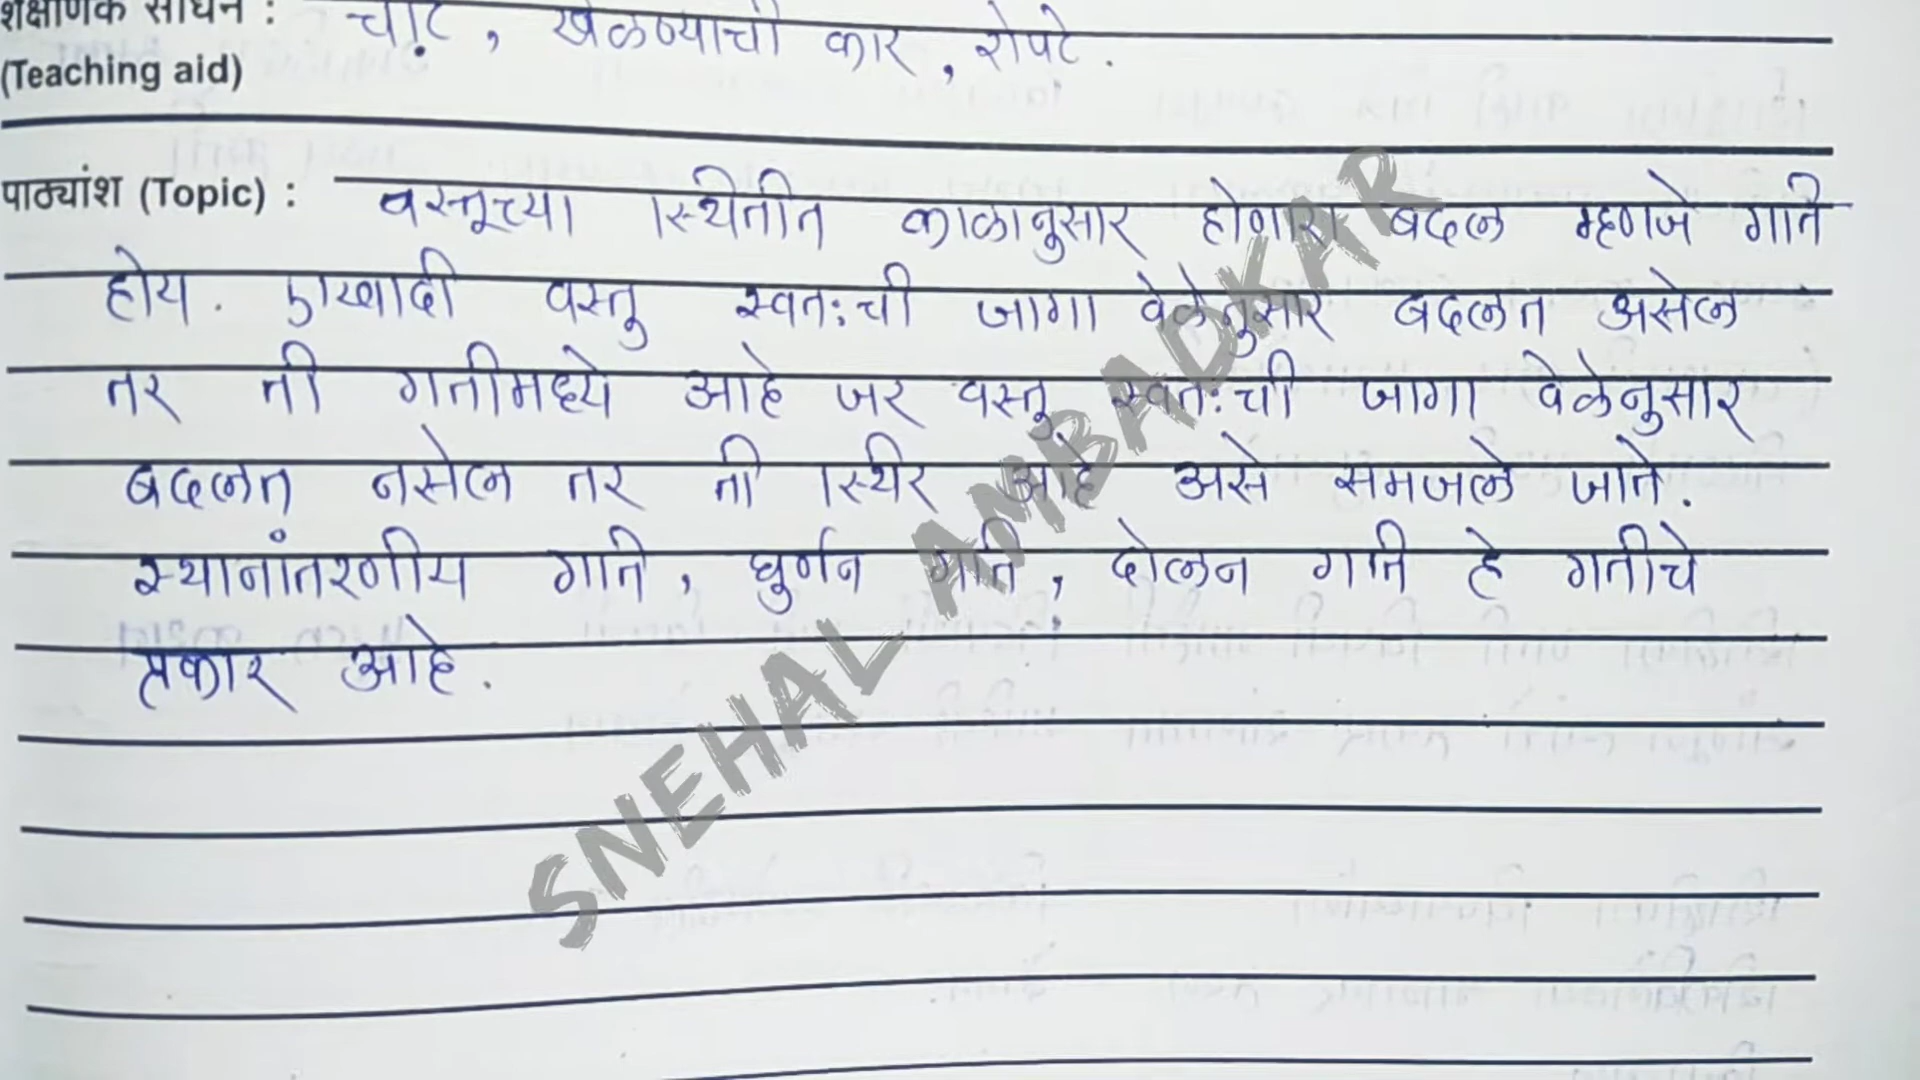 शैक्षणिक साधन : चार्ट , खेळण्याची कार , रोपटे .
(Teaching aid)
पाठ्यांश (Topic) : वस्तूच्या स्थितीत काळानुसार होणारा बदल म्हणजे गति
होय . एखादी वस्तु स्वतःची जागा वेळेनुसार बदलत असेल
तर ती गतीमध्ये आहे जर वस्तु स्वतःची जागा वेळेनुसार
बदलत नसेल तर ती स्थिर आहे असे समजले जाते .
स्थानांतरणीय गति , घुर्णन गति , दोलन गति हे गतीचे
प्रकार आहे .
SNEHAL AMBADKAR